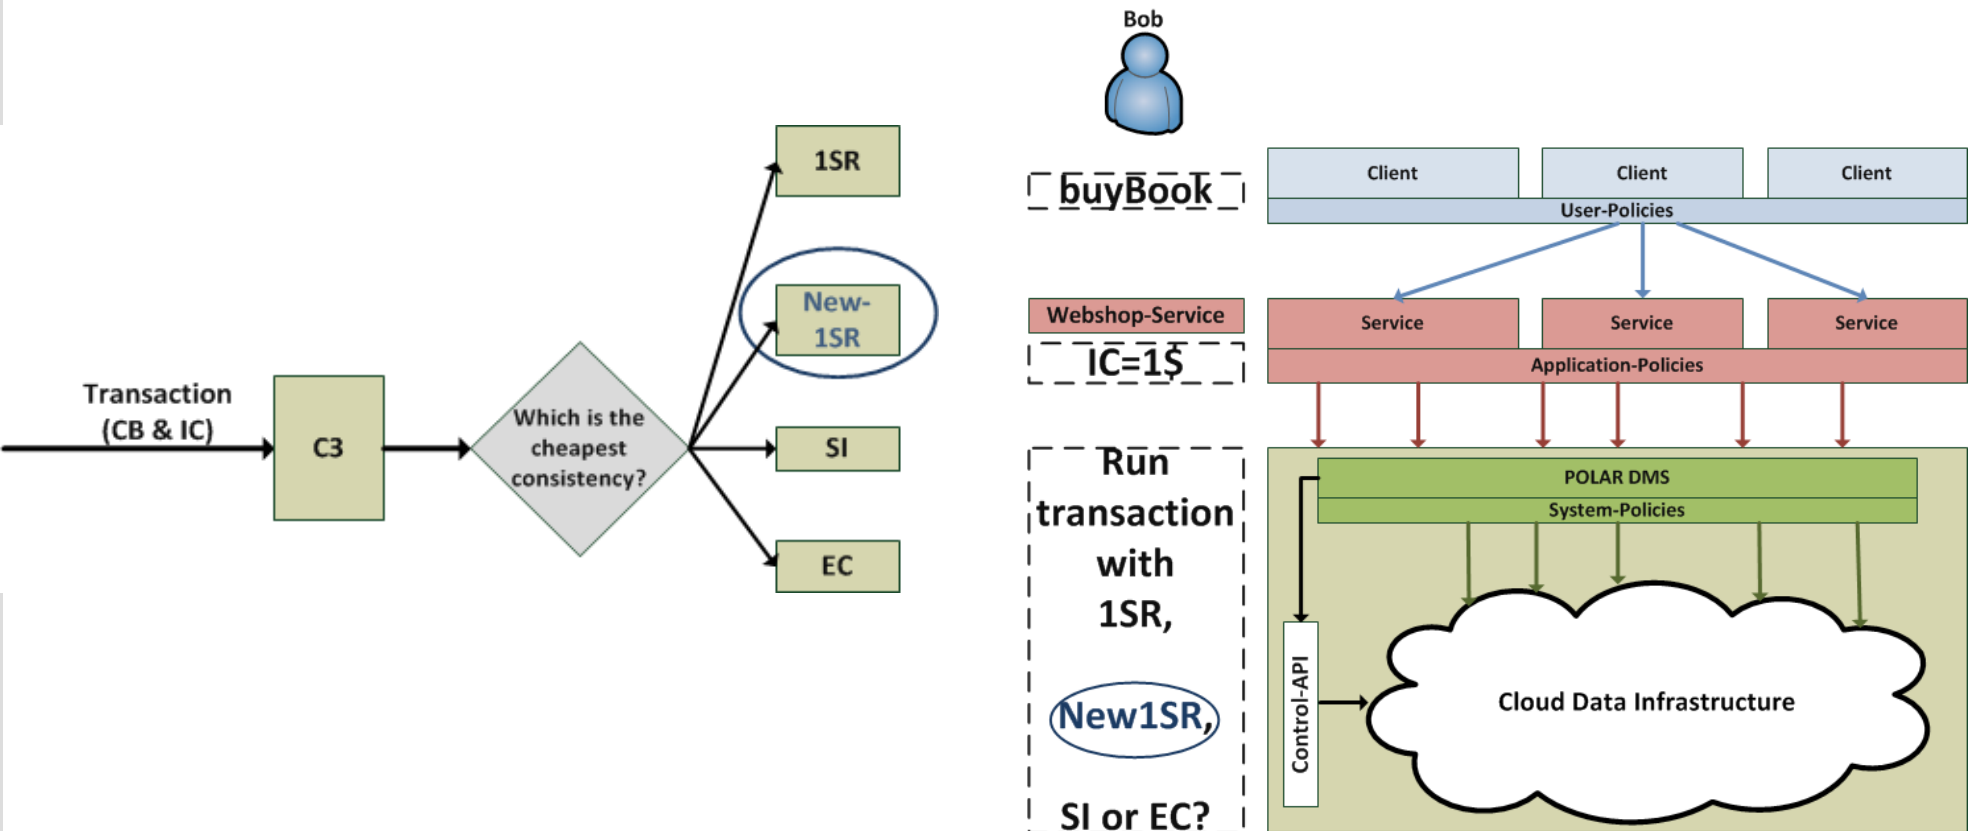 Transaction
(CB & IC)
C3
Which is the
cheapest
consistency?
1SR
New-
1SR
SI
EC
Bob
buyBook
Webshop-Service
IC=1$
Run
transaction
with
1SR,
New1SR,
SI or EC?
Client
Client
Client
User-Policies
Service
Service
Service
Application-Policies
POLAR DMS
System-Policies
Control-API
Cloud Data Infrastructure